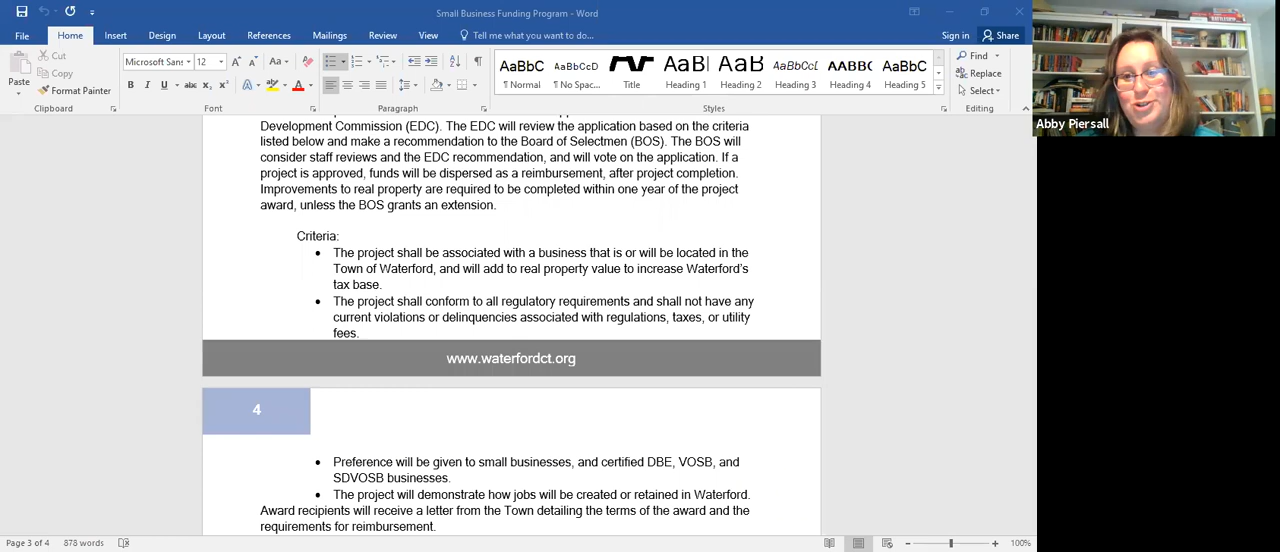 Small Business Funding Program - Word
File Home Insert Design Layout References Mailings Review View Tell me what you want to do... Sign in Share
Paste Cut Copy Format Painter
Microsoft San: 12
AaBbC AaBbCcD AaB AaB AaBbCcL AABBC AaBbC
¶ Normal ¶ No Spac... Title Heading 1 Heading 2 Heading 3 Heading 4 Heading 5
Find Replace Select
Clipboard Font Paragraph Styles Editing
Abby Piersall
Development Commission (EDC). The EDC will review the application based on the criteria
listed below and make a recommendation to the Board of Selectmen (BOS). The BOS will
consider staff reviews and the EDC recommendation, and will vote on the application. If a
project is approved, funds will be dispersed as a reimbursement, after project completion.
Improvements to real property are required to be completed within one year of the project
award, unless the BOS grants an extension.
Criteria:
• The project shall be associated with a business that is or will be located in the
Town of Waterford, and will add to real property value to increase Waterford's
tax base.
• The project shall conform to all regulatory requirements and shall not have any
current violations or delinquencies associated with regulations, taxes, or utility
fees.
www.waterfordct.org
4
• Preference will be given to small businesses, and certified DBE, VOSB, and
SDVOSB businesses.
• The project will demonstrate how jobs will be created or retained in Waterford.
Award recipients will receive a letter from the Town detailing the terms of the award and the
requirements for reimbursement.
Page 3 of 4 878 words 100%